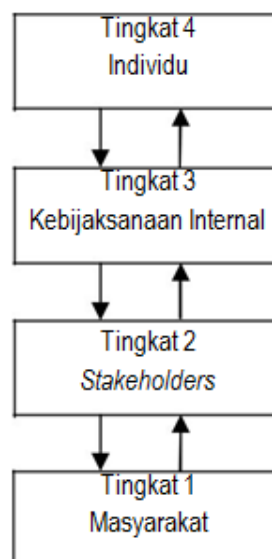 Tingkat 4
Individu
Tingkat 3
Kebijaksanaan Internal
Tingkat 2
Stakeholders
Tingkat 1
Masyarakat